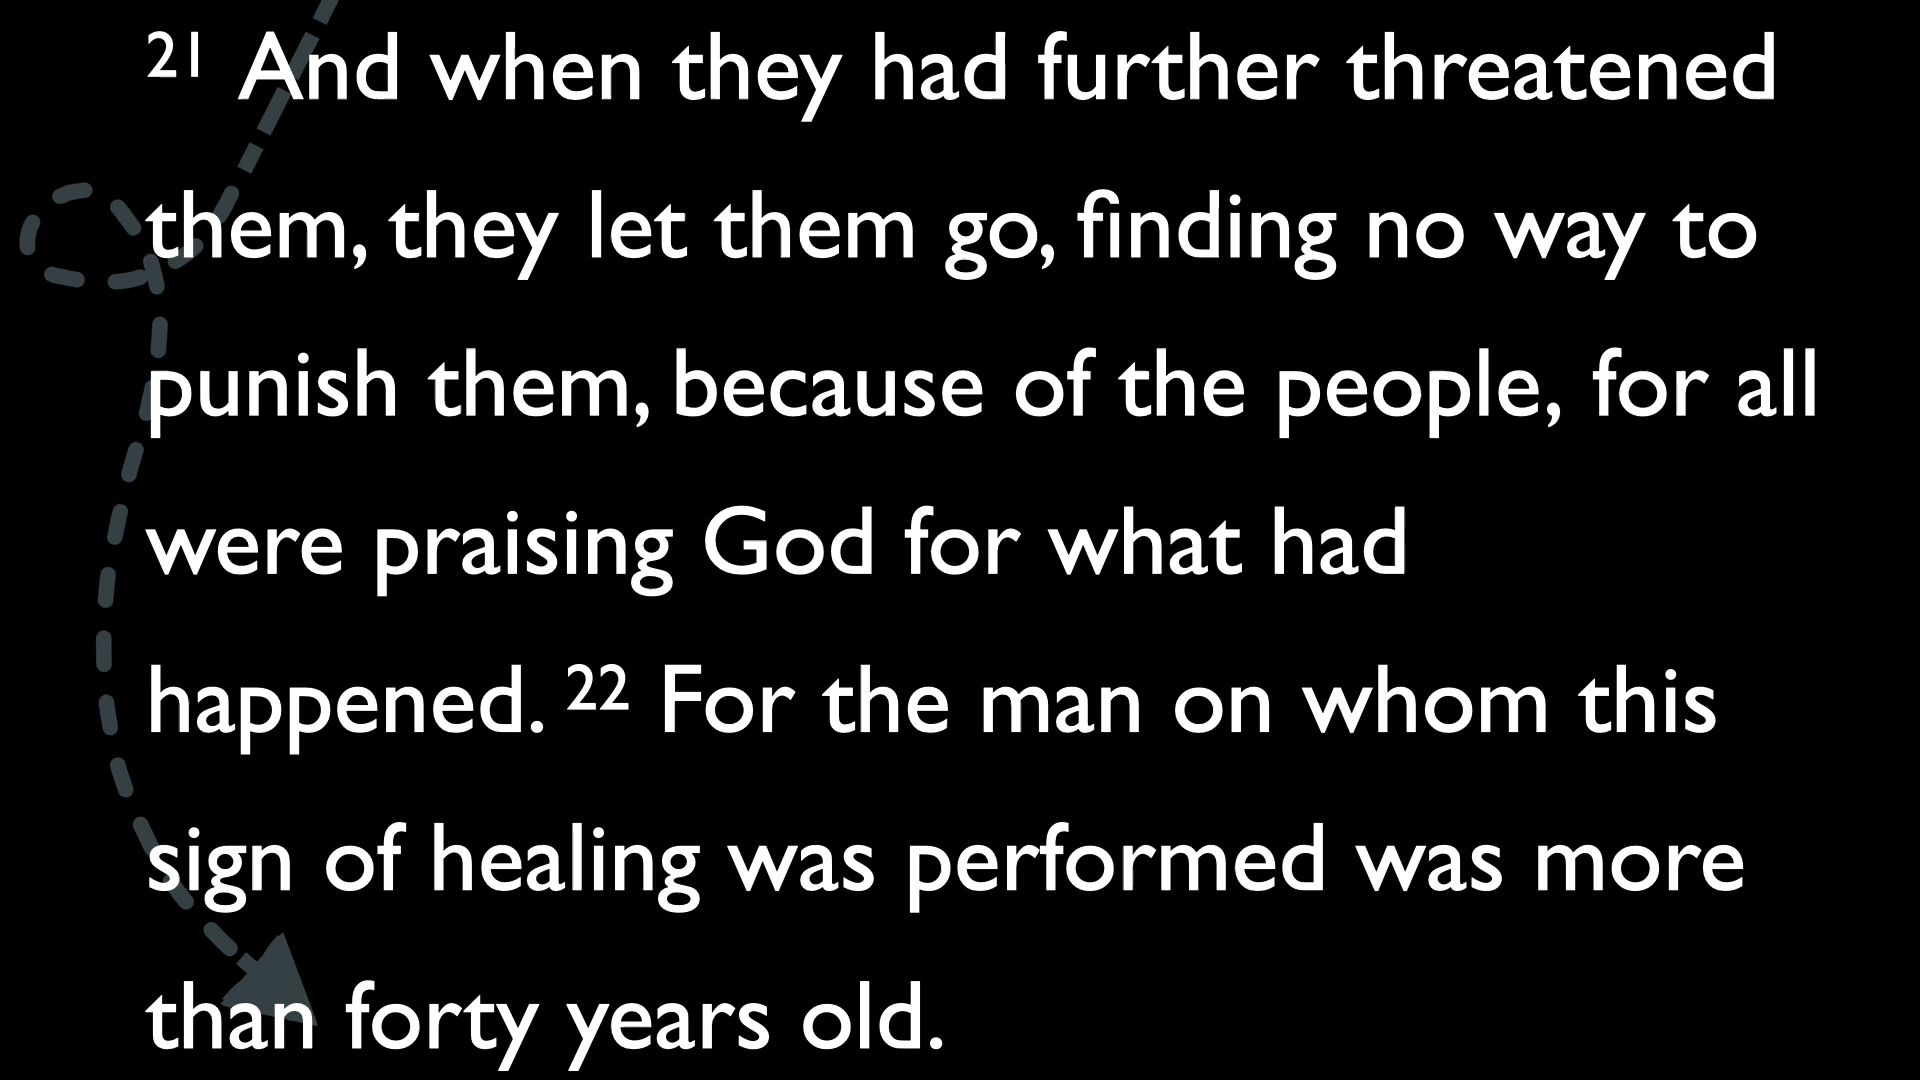 21 And when they had further threatened
them, they let them go, finding no way to
punish them, because of the people, for all
were praising God for what had
happened. 22 For the man on whom this
sign of healing was performed was more
than forty years old.